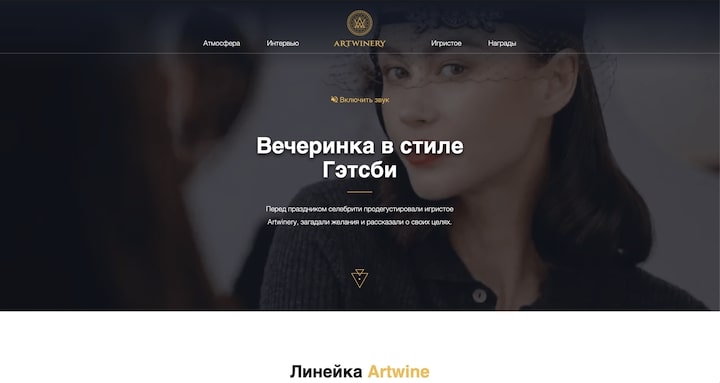 ARTWINERY
Атмосфера Интервью Игристое Награды
Включить звук
Вечеринка в стиле
Гэтсби
Перед праздником селебрити продегустировали игристое
Artwinery, загадали желания и рассказали о своих целях.
Линейка Artwine